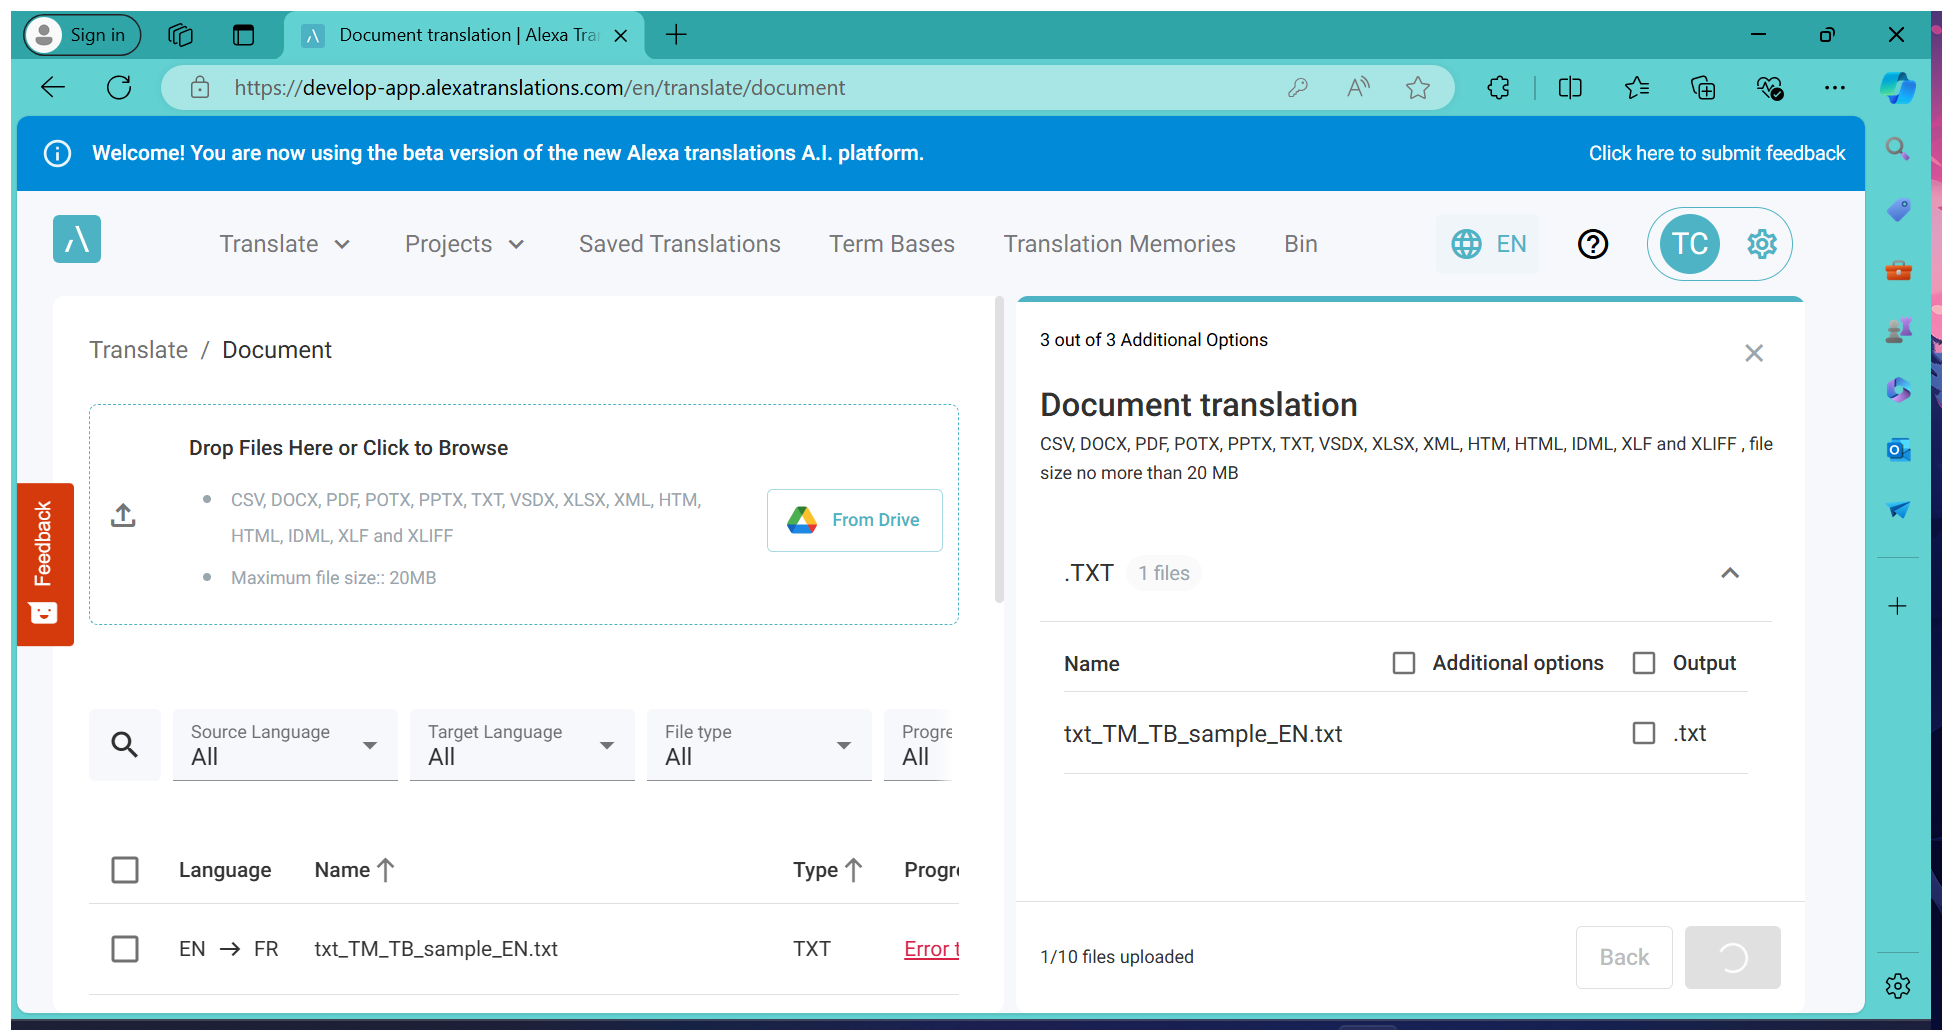 Sign in
Document translation | Alexa Tra
https://develop-app.alexatranslations.com/en/translate/document
Welcome! You are now using the beta version of the new Alexa translations A.I. platform.
Click here to submit feedback
Translate
Projects
Saved Translations
Term Bases
Translation Memories
Bin
EN
TC
Translate / Document
Drop Files Here or Click to Browse
CSV, DOCX, PDF, POTX, PPTX, TXT, VSDX, XLSX, XML, HTM,
HTML, IDML, XLF and XLIFF
Maximum file size:: 20MB
From Drive
Feedback
Source Language
All
Target Language
All
File type
All
Progre
All
Language
Name
Type
Progre
EN → FR
txt_TM_TB_sample_EN.txt
TXT
Error t
3 out of 3 Additional Options
Document translation
CSV, DOCX, PDF, POTX, PPTX, TXT, VSDX, XLSX, XML, HTM, HTML, IDML, XLF and XLIFF , file
size no more than 20 MB
.TXT
1 files
Name
Additional options
Output
txt_TM_TB_sample_EN.txt
.txt
1/10 files uploaded
Back